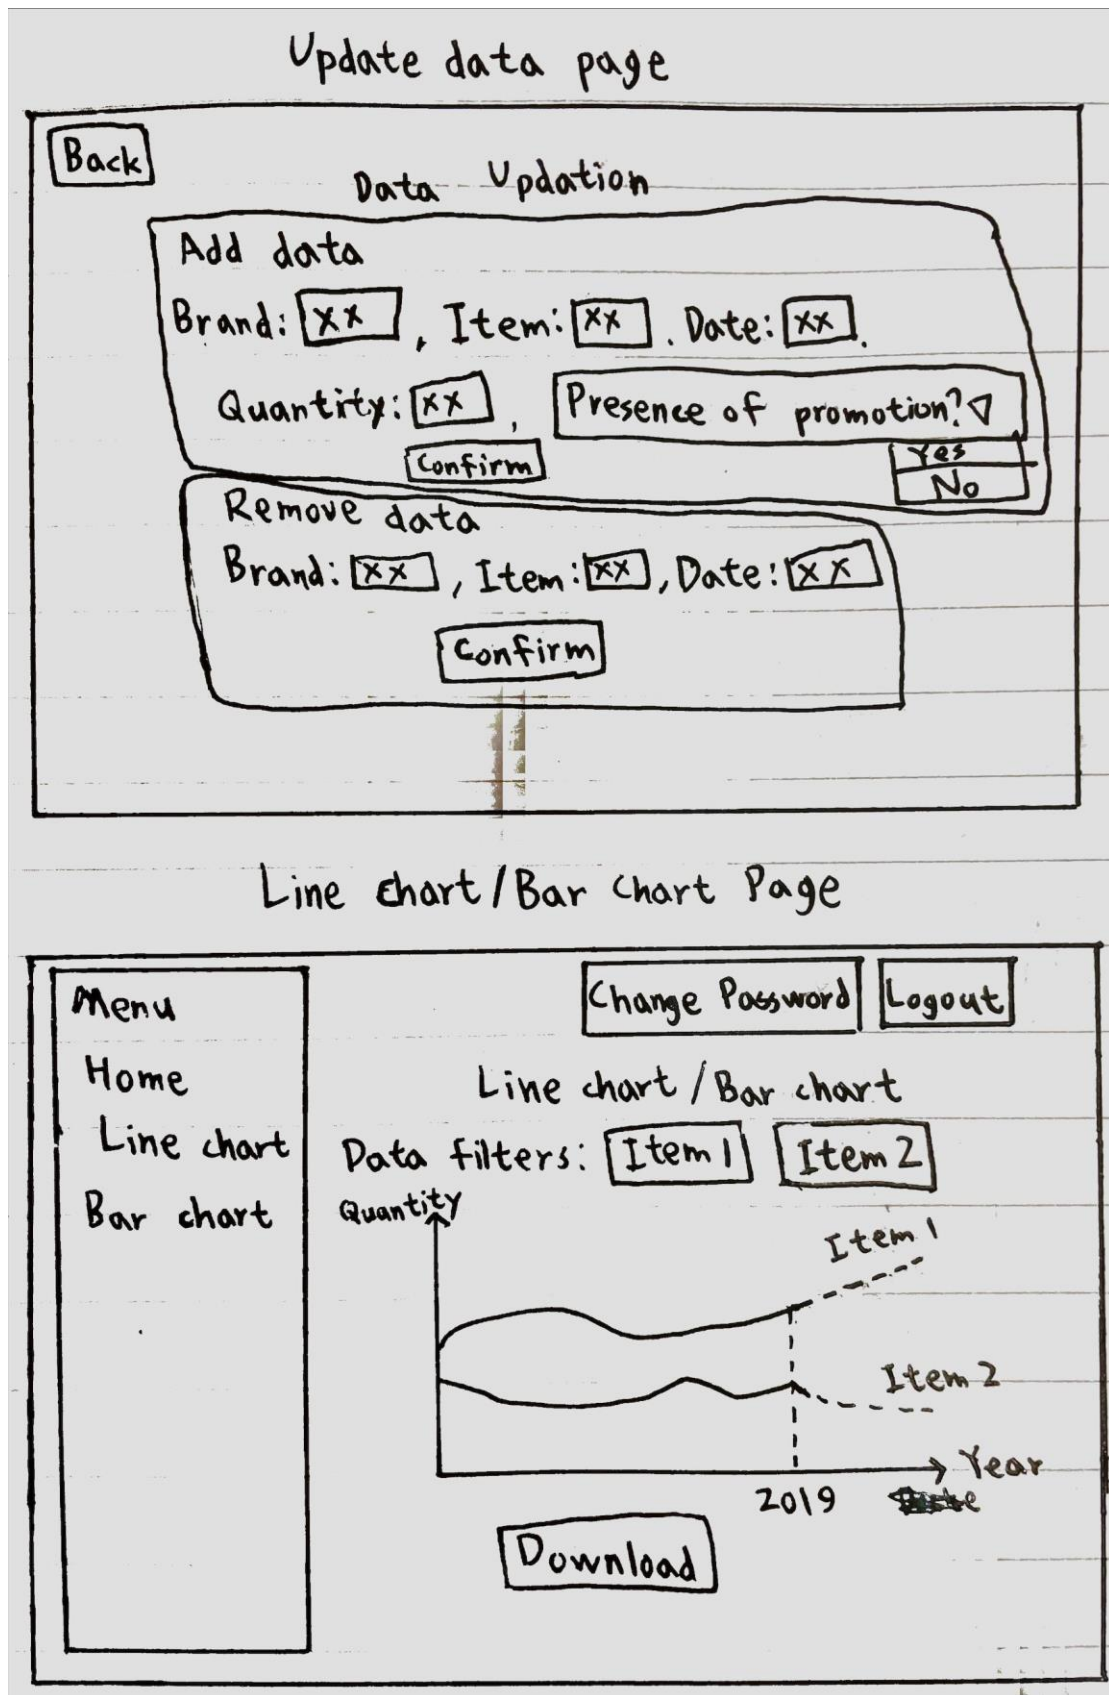 Update data page
Back
Data Updation
Add data
Brand: xx, Item: xx. Date: xx.
Quantity: xx, Presence of promotion?
Confirm
Yes
No
Remove data
Brand: xx, Item: xx, Date: xx
Confirm
Line chart/Bar chart Page
Menu
Change Password Logout
Home
Line chart
Bar chart
Line chart / Bar chart
Data filters: Item 1 Item 2
Quantity
Item 1
Item 2
Year
2019
Download